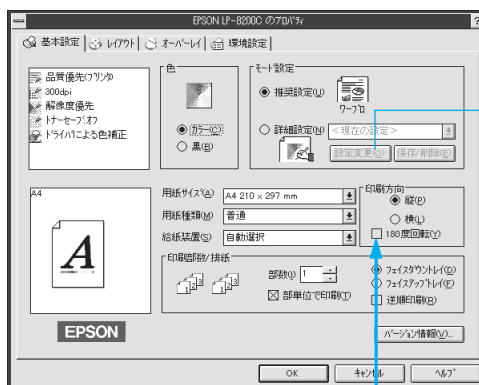 EPSON LP-8200C のプロパティ
?
基本設定
レイアウト
オーバーレイ
環境設定
品質優先(プリンタ)
300dpi
解像度優先
トナーセーブ:オフ
ドライバによる色補正
色
カラー(C)
黒(B)
モード設定
推奨設定(U)
ワープロ
詳細設定(N)
<現在の設定>
設定変更(O)
保存/削除(E)
A4
A
EPSON
用紙サイズ(A)
A4 210 × 297 mm
用紙種類(M)
普通
給紙装置(S)
自動選択
印刷方向
縦(P)
横(L)
180度回転(Y)
印刷部数/排紙
1 2 3
1 2 3
部数(I)
1
部単位で印刷(T)
フェイスダウントレイ(D)
フェイスアップトレイ(F)
逆順印刷(R)
バージョン情報(V)...
OK
キャンセル
ヘルプ